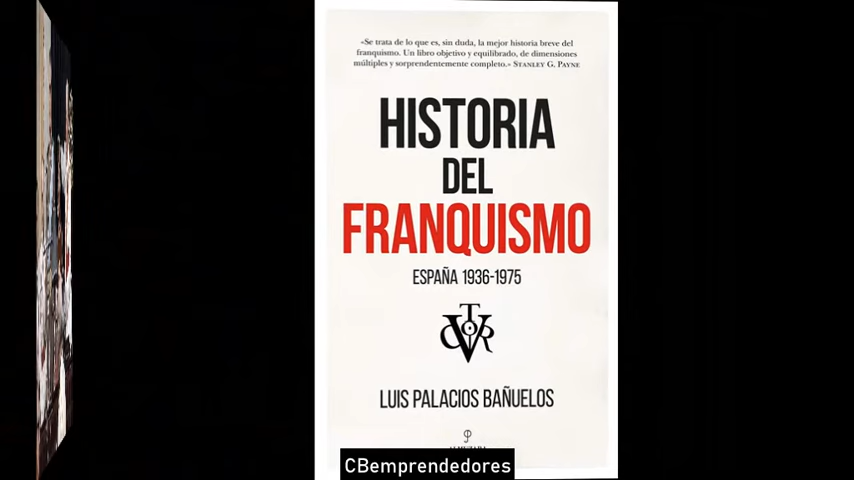 «Se trata de lo que es, sin duda, la mejor historia breve del
franquismo. Un libro objetivo y equilibrado, de dimensiones
múltiples y sorprendentemente completo.» STANLEY G. PAYNE
HISTORIA
DEL
FRANQUISMO
ESPAÑA 1936-1975
LUIS PALACIOS BAÑUELOS
CBemprendedores